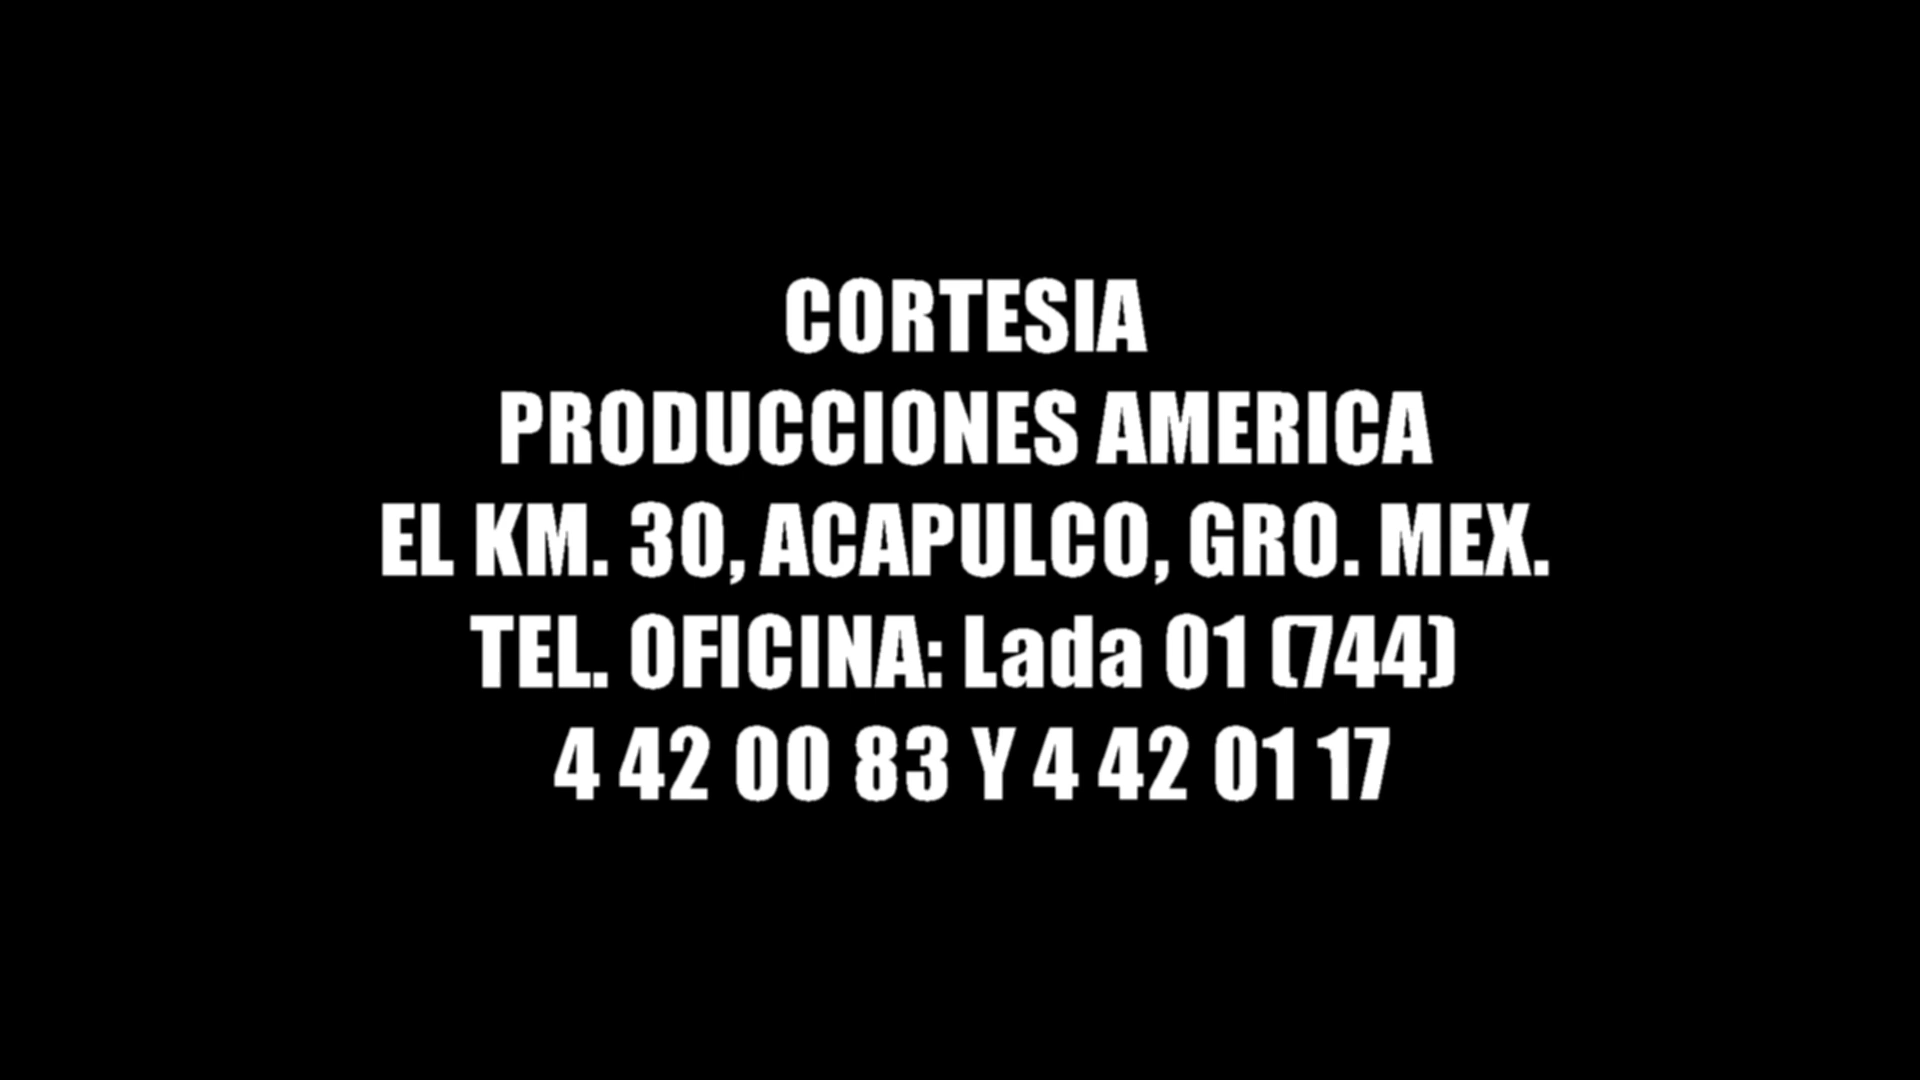 CORTESIA
PRODUCCIONES AMERICA
EL KM. 30, ACAPULCO, GRO. MEX.
TEL. OFICINA: Lada 01 (744)
4 42 00 83 Y 4 42 01 17